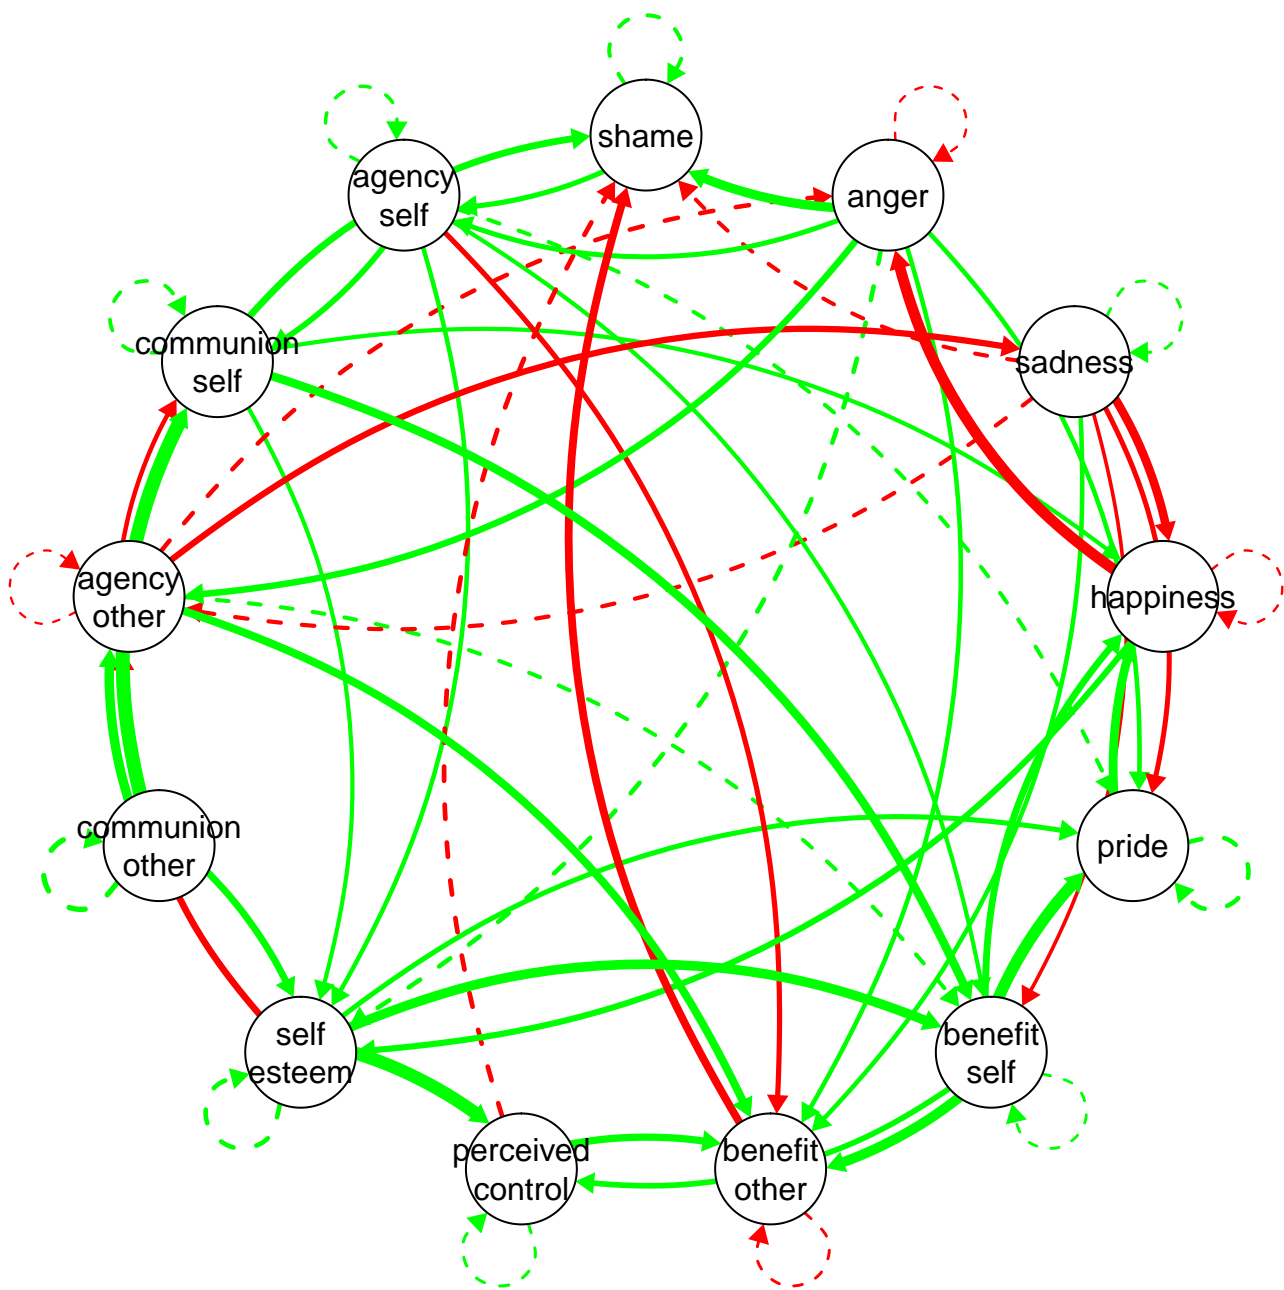 shame
agency
self
anger
communion
self
sadness
agency
other
happiness
communion
other
pride
self
esteem
benefit
self
perceived
control
benefit
other